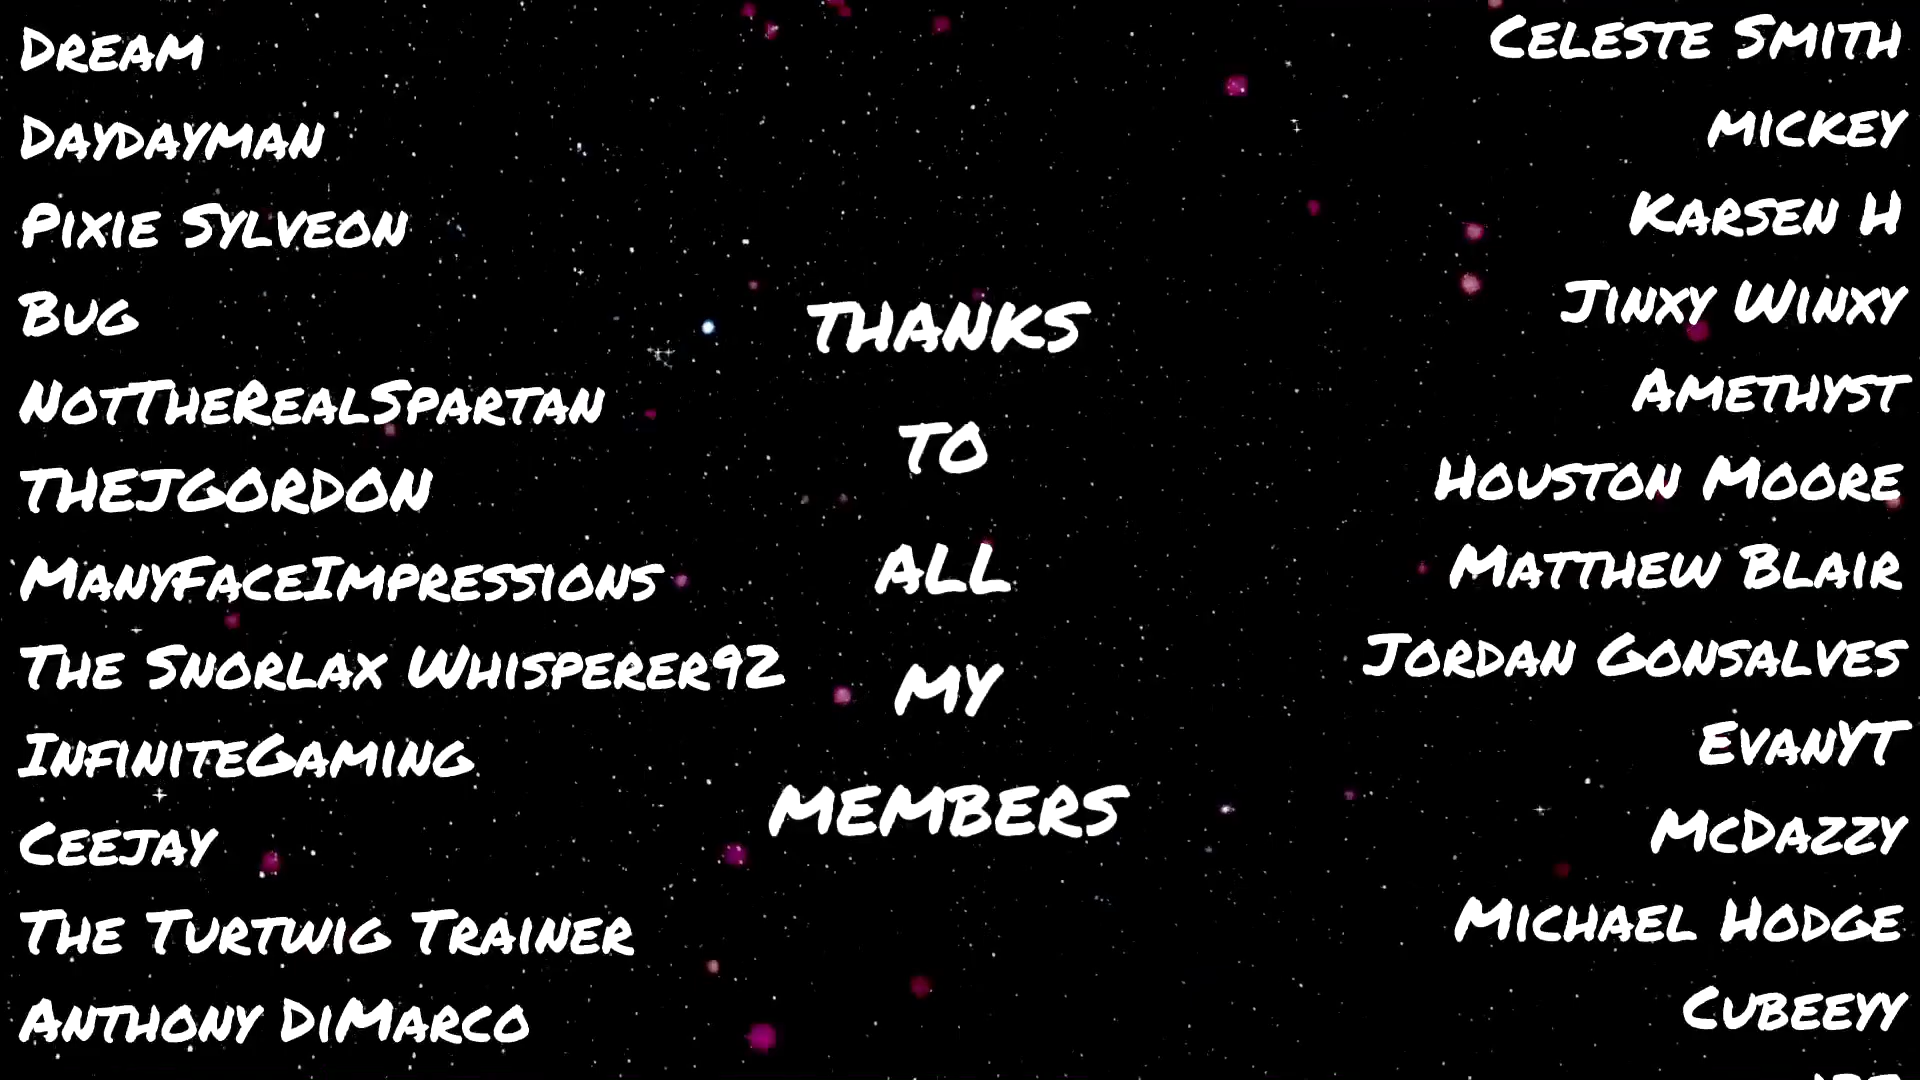 Dream
Daydayman
Pixie Sylveon
Bug
NotTheRealSpartan
THEJGORDON
ManyFaceImpressions
The Snorlax Whisperer92
InfiniteGaming
Ceejay
The Turtwig Trainer
Anthony DiMarco
THANKS
TO
ALL
MY
MEMBERS
Celeste Smith
mickey
Karsen H
Jinxy Winxy
Amethyst
Houston Moore
Matthew Blair
Jordan Gonsalves
EvanYT
McDazzy
Michael Hodge
Cubeeyy